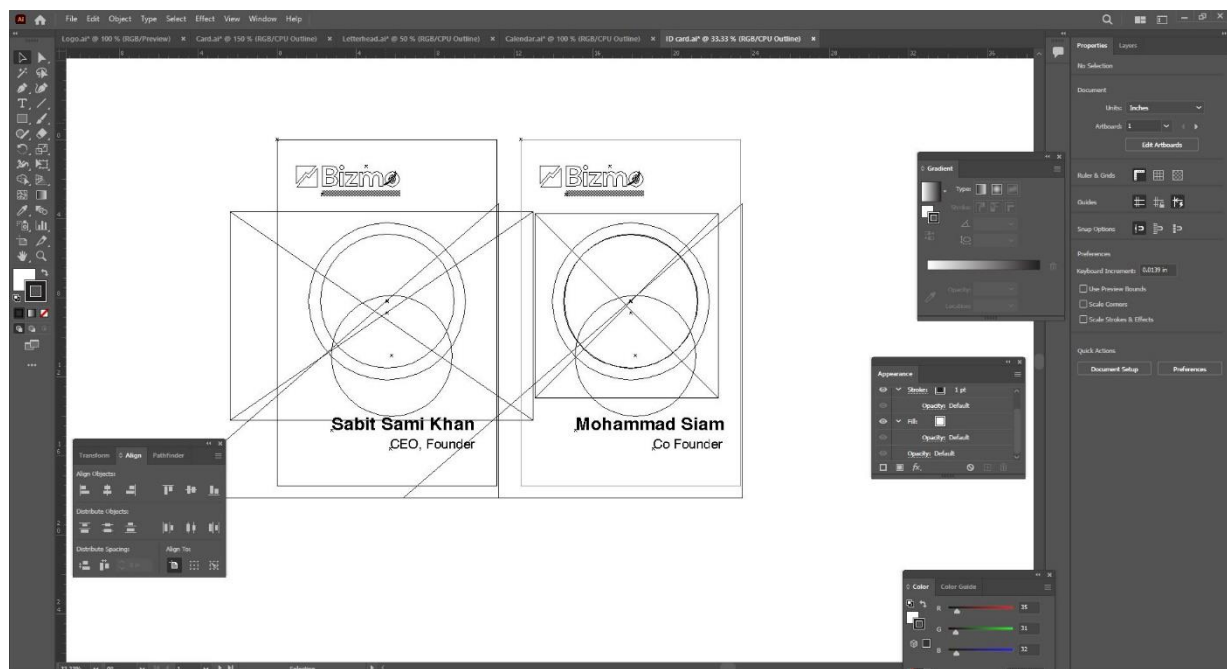 File Edit Object Type Select Effect View Window Help
Logo.ai* @ 100 % (RGB/Preview) × Card.ai* @ 150 % (RGB/CPU Outline) × Letterhead.ai* @ 50 % (RGB/CPU Outline) × Calendar.ai* @ 100 % (RGB/CPU Outline) × ID card.ai* @ 33.33 % (RGB/CPU Outline) ×
Properties Layers
No Selection
Document
Units: Inches
Artboard: 1
Edit Artboards
Ruler & Grids
Guides
Snap Options
Preferences
Keyboard Increment: 0.0139 in
Use Preview Bounds
Scale Corners
Scale Strokes & Effects
Quick Actions
Document Setup Preferences
Bizmo
Bizmo
Sabit Sami Khan
CEO, Founder
Mohammad Siam
Co Founder
Gradient
Type:
Stroke:
Opacity:
Location:
Appearance
Stroke: 1 pt
Opacity: Default
Fill:
Opacity: Default
Opacity: Default
fx.
Transform Align Pathfinder
Align Objects:
Distribute Objects:
Distribute Spacing: Align To:
Color Color Guide
R 35
G 31
B 32
Selection